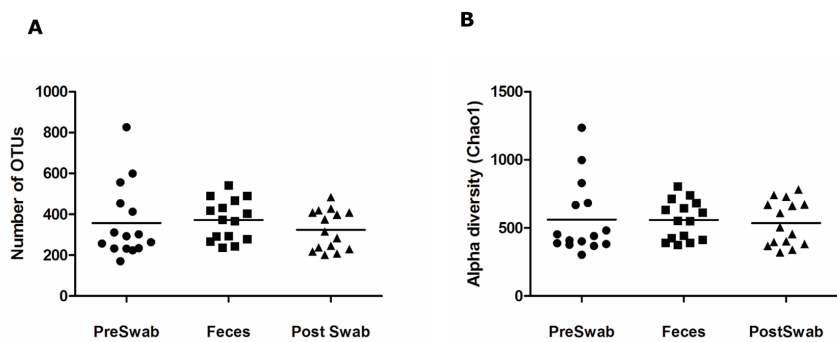 A
B
Number of OTUs
1000
800
600
400
200
0
PreSwab Feces Post Swab
Alpha diversity (Chao1)
1500
1000
500
0
PreSwab Feces PostSwab